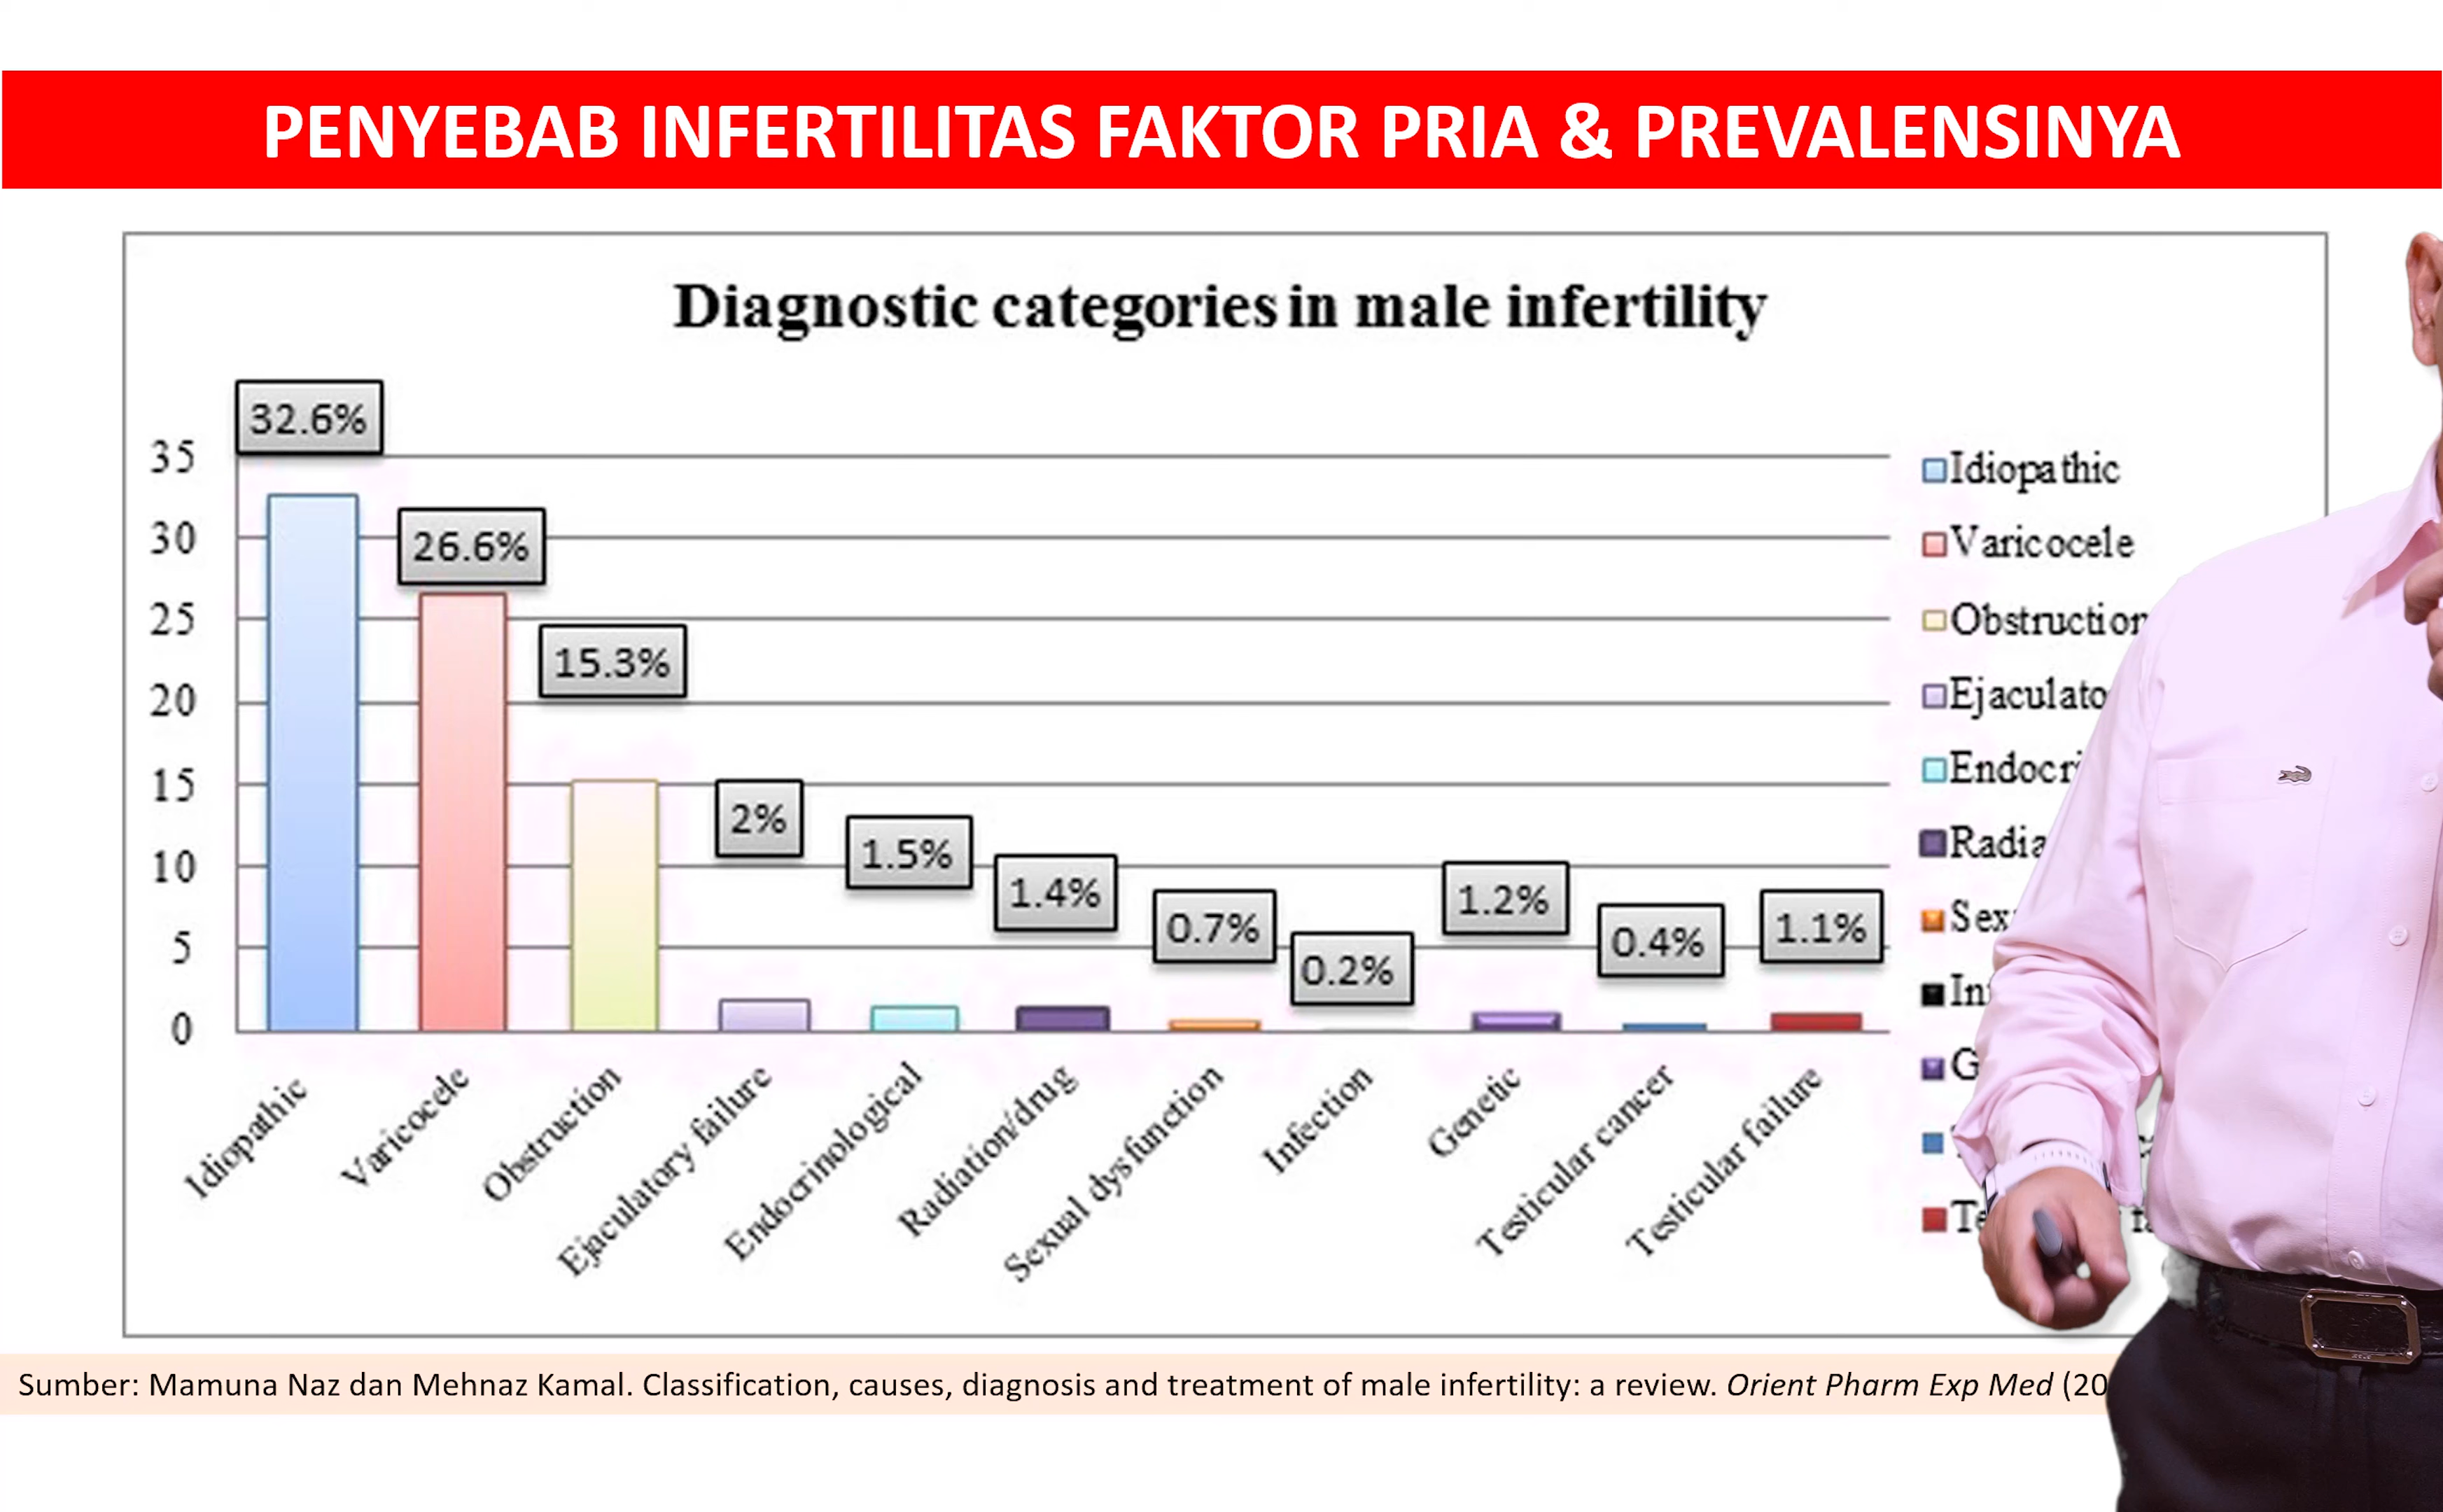 PENYEBAB INFERTILITAS FAKTOR PRIA & PREVALENSINYA
Diagnostic categories in male infertility
32.6%
26.6%
15.3%
2%
1.5%
1.4%
0.7%
0.2%
1.2%
0.4%
1.1%
35
30
25
20
15
10
5
0
Idiopathic
Varicocele
Obstruction
Ejaculatory failure
Endocrinological
Radiation/drug
Sexual dysfunction
Infection
Genetic
Testicular cancer
Testicular failure
Idiopathic
Varicocele
Obstruction
Sumber: Mamuna Naz dan Mehnaz Kamal. Classification, causes, diagnosis and treatment of male infertility: a review. Orient Pharm Exp Med